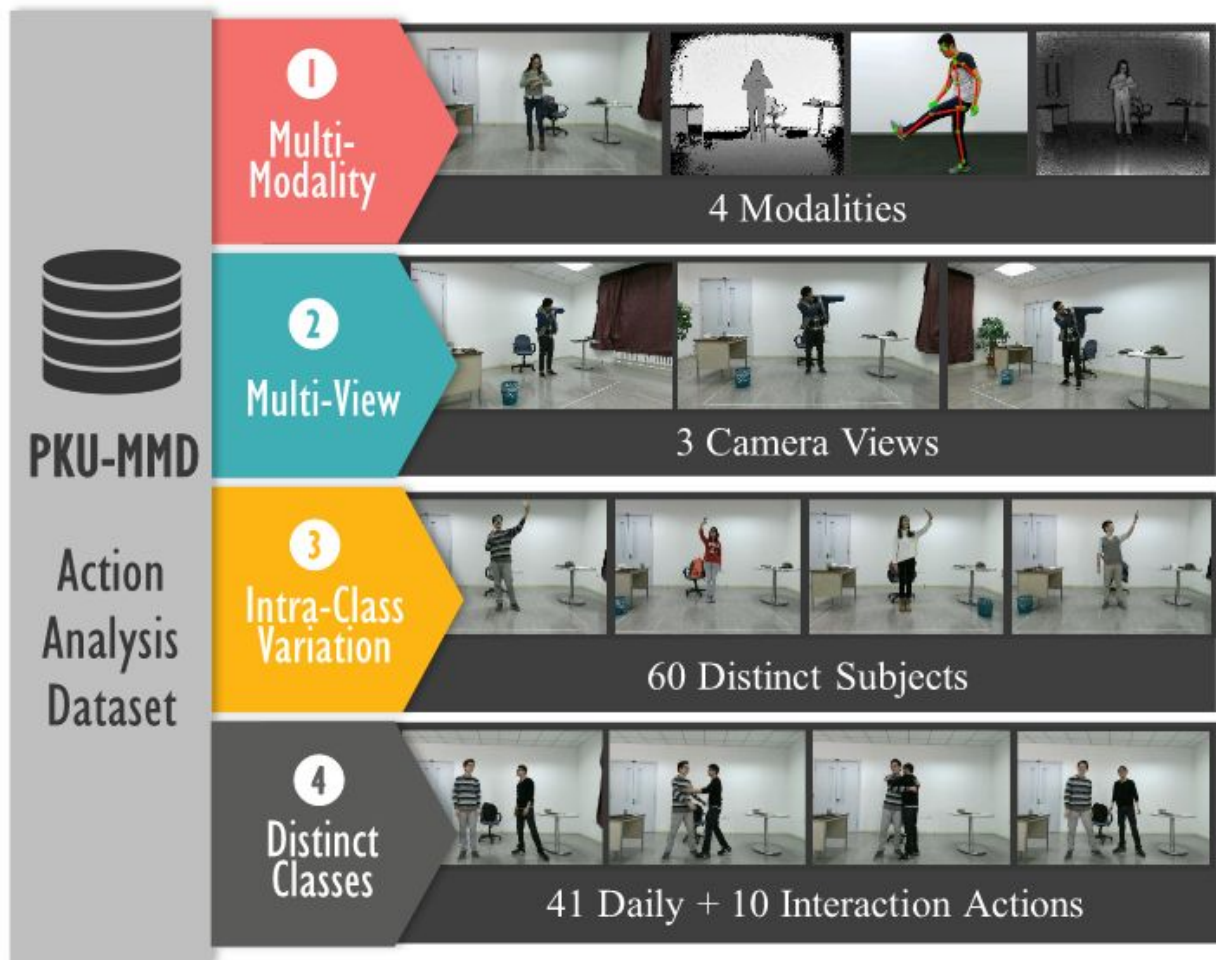 PKU-MMD
Action
Analysis
Dataset
1
Multi-
Modality
4 Modalities
2
Multi-View
3 Camera Views
3
Intra-Class
Variation
60 Distinct Subjects
4
Distinct
Classes
41 Daily + 10 Interaction Actions